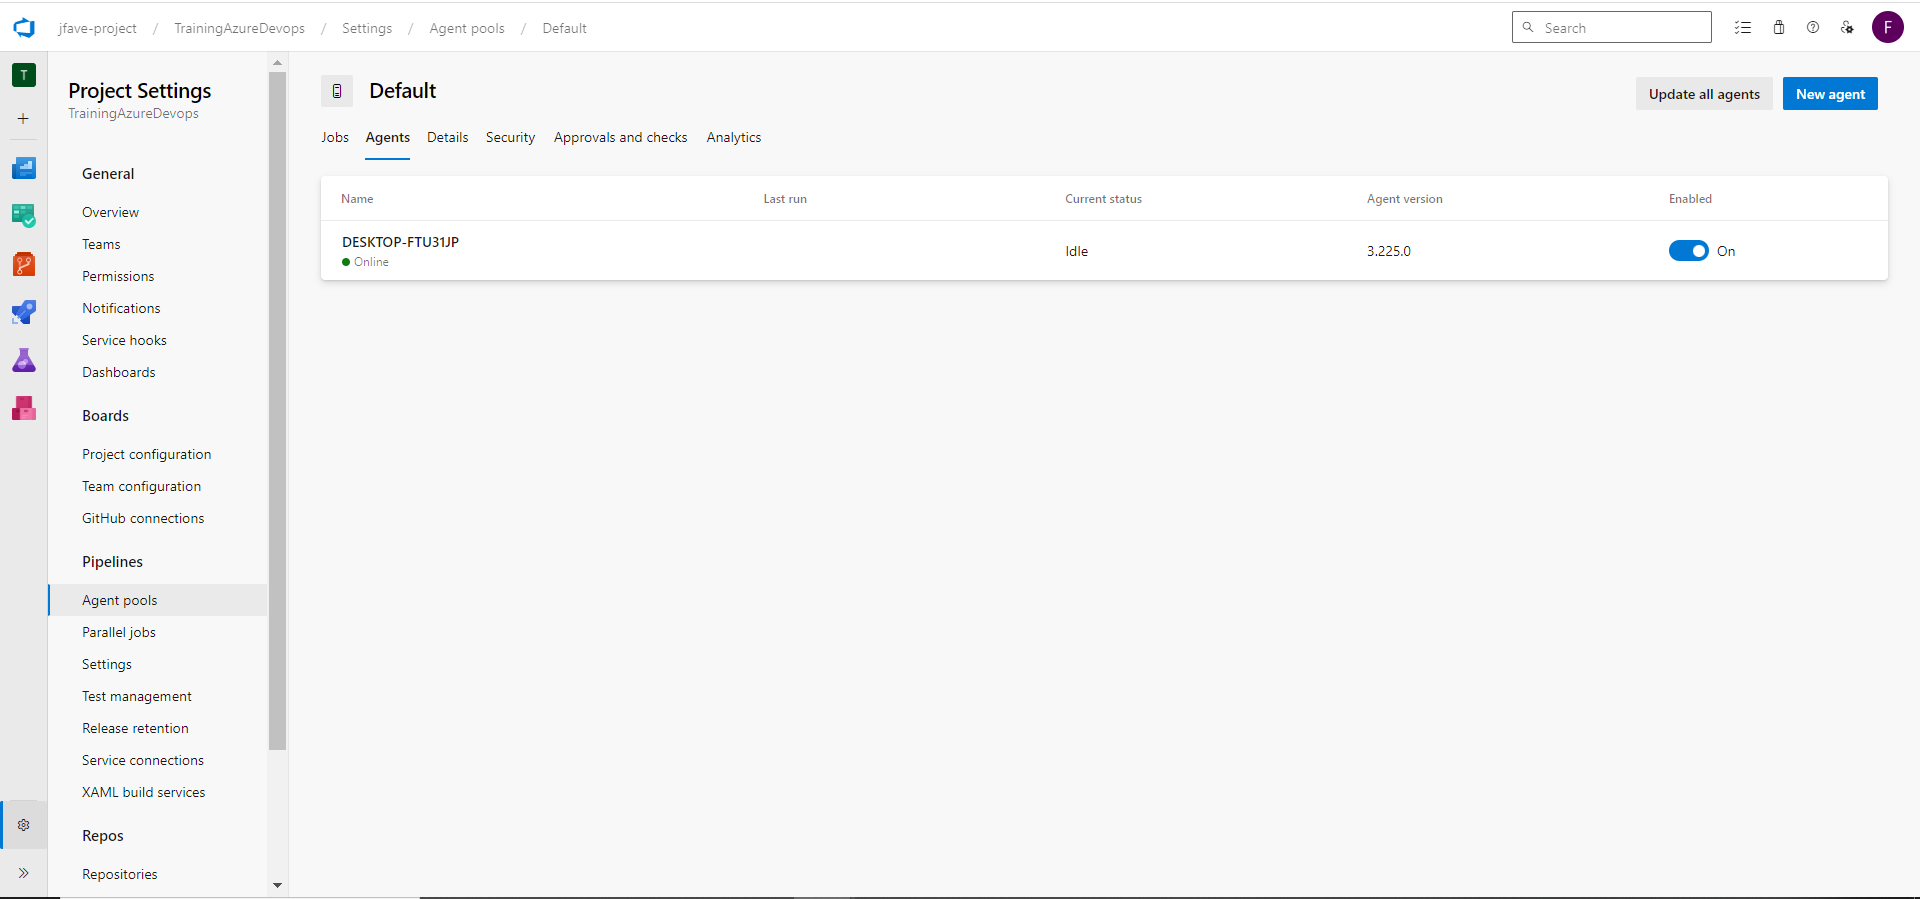 jfave-project / TrainingAzureDevops / Settings / Agent pools / Default
Search
F
T
Project Settings
TrainingAzureDevops
General
Overview
Teams
Permissions
Notifications
Service hooks
Dashboards
Boards
Project configuration
Team configuration
GitHub connections
Pipelines
Agent pools
Parallel jobs
Settings
Test management
Release retention
Service connections
XAML build services
Repos
Repositories
Default
Update all agents
New agent
Jobs Agents Details Security Approvals and checks Analytics
Name Last run Current status Agent version Enabled
DESKTOP-FTU31JP
Online
Idle
3.225.0
On